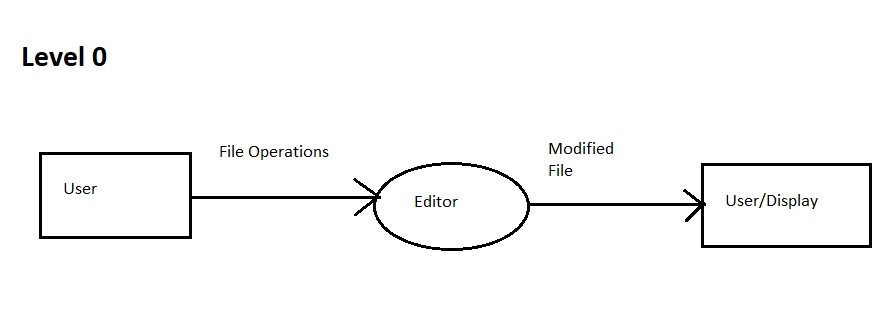 Level 0
File Operations
Modified
File
User
Editor
User/Display